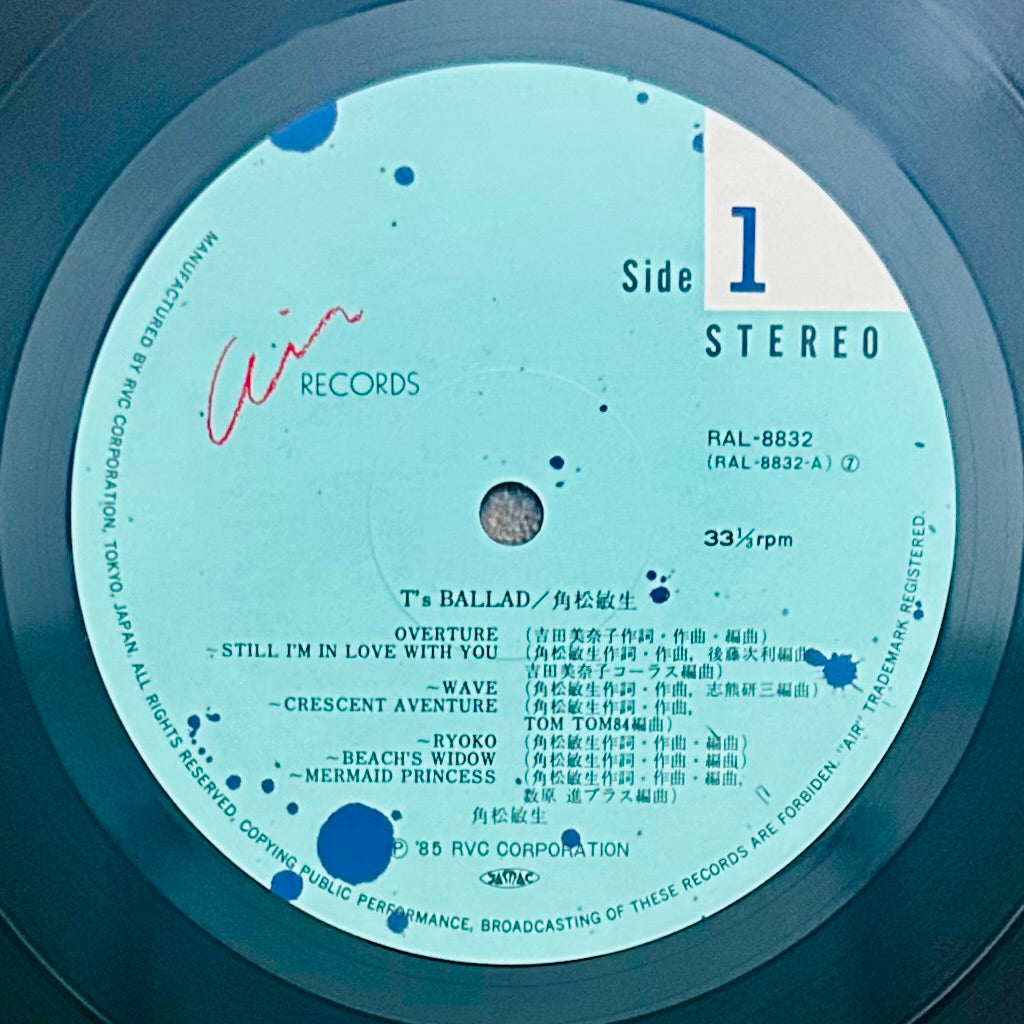 Side 1
STEREO
Air
RECORDS
RAL-8832
(RAL-8832-A) ⑦
33⅓rpm
T's BALLAD/角松敏生
OVERTURE (吉田美奈子作詞・作曲・編曲)
~STILL I'M IN LOVE WITH YOU (角松敏生作詞・作曲, 後藤次利編曲
吉田美奈子コーラス編曲)
~WAVE (角松敏生作詞・作曲, 志熊研三編曲)
~CRESCENT AVENTURE (角松敏生作詞・作曲,
TOM TOM84編曲)
~RYOKO (角松敏生作詞・作曲・編曲)
~BEACH'S WIDOW (角松敏生作詞・作曲・編曲)
~MERMAID PRINCESS (角松敏生作詞・作曲・編曲,
数原 進ブラス編曲)
角松敏生
Ⓟ '85 RVC CORPORATION
JASRAC
MANUFACTURED BY RVC CORPORATION, TOKYO, JAPAN. ALL RIGHTS RESERVED, COPYING, PUBLIC PERFORMANCE, BROADCASTING OF THESE RECORDS ARE FORBIDEN. "AIR" TRADEMARK REGISTERED.